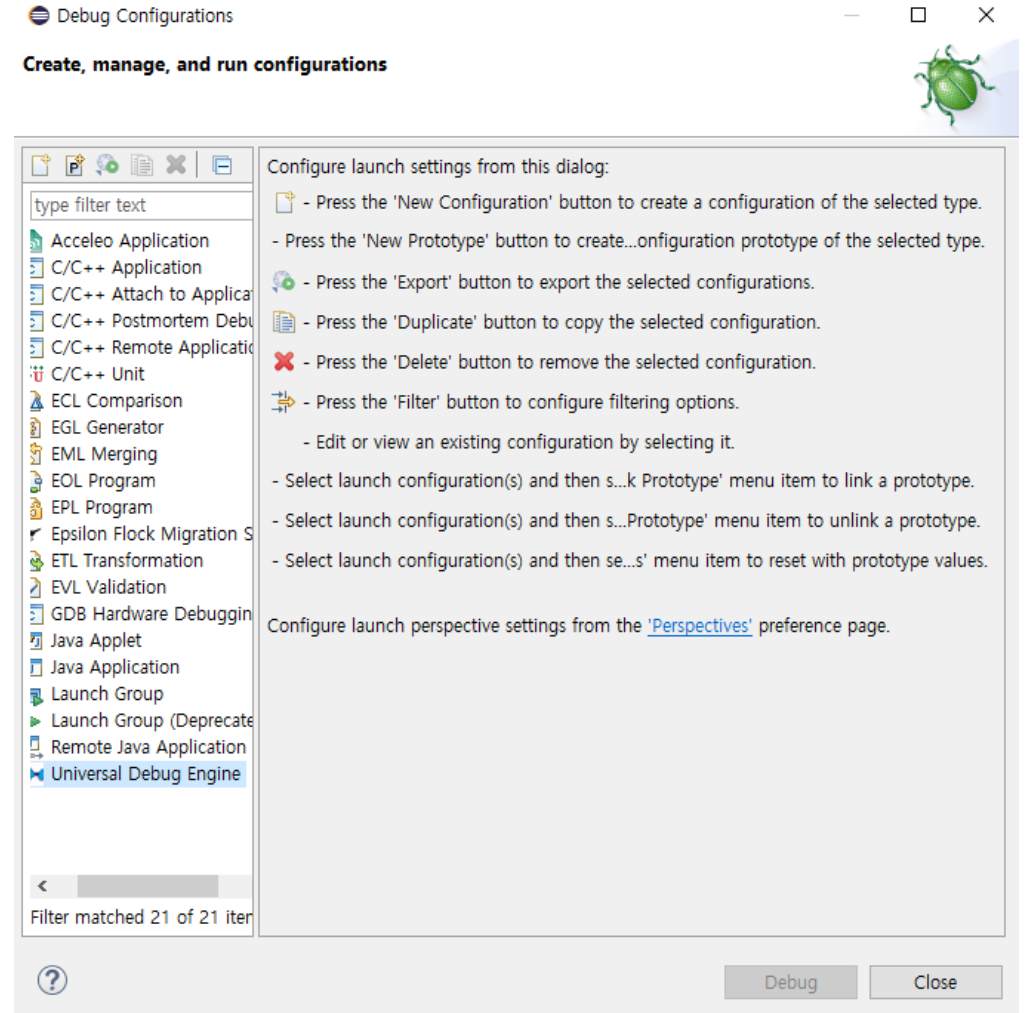 Debug Configurations
Create, manage, and run configurations
type filter text
Acceleo Application
C/C++ Application
C/C++ Attach to Applica
C/C++ Postmortem Debu
C/C++ Remote Applicatio
C/C++ Unit
ECL Comparison
EGL Generator
EML Merging
EOL Program
EPL Program
Epsilon Flock Migration S
ETL Transformation
EVL Validation
GDB Hardware Debuggin
Java Applet
Java Application
Launch Group
Launch Group (Deprecate
Remote Java Application
Universal Debug Engine
Filter matched 21 of 21 iter
Configure launch settings from this dialog:
- Press the 'New Configuration' button to create a configuration of the selected type.
- Press the 'New Prototype' button to create...onfiguration prototype of the selected type.
- Press the 'Export' button to export the selected configurations.
- Press the 'Duplicate' button to copy the selected configuration.
- Press the 'Delete' button to remove the selected configuration.
- Press the 'Filter' button to configure filtering options.
- Edit or view an existing configuration by selecting it.
- Select launch configuration(s) and then s...k Prototype' menu item to link a prototype.
- Select launch configuration(s) and then s...Prototype' menu item to unlink a prototype.
- Select launch configuration(s) and then se...s' menu item to reset with prototype values.
Configure launch perspective settings from the 'Perspectives' preference page.
Debug
Close